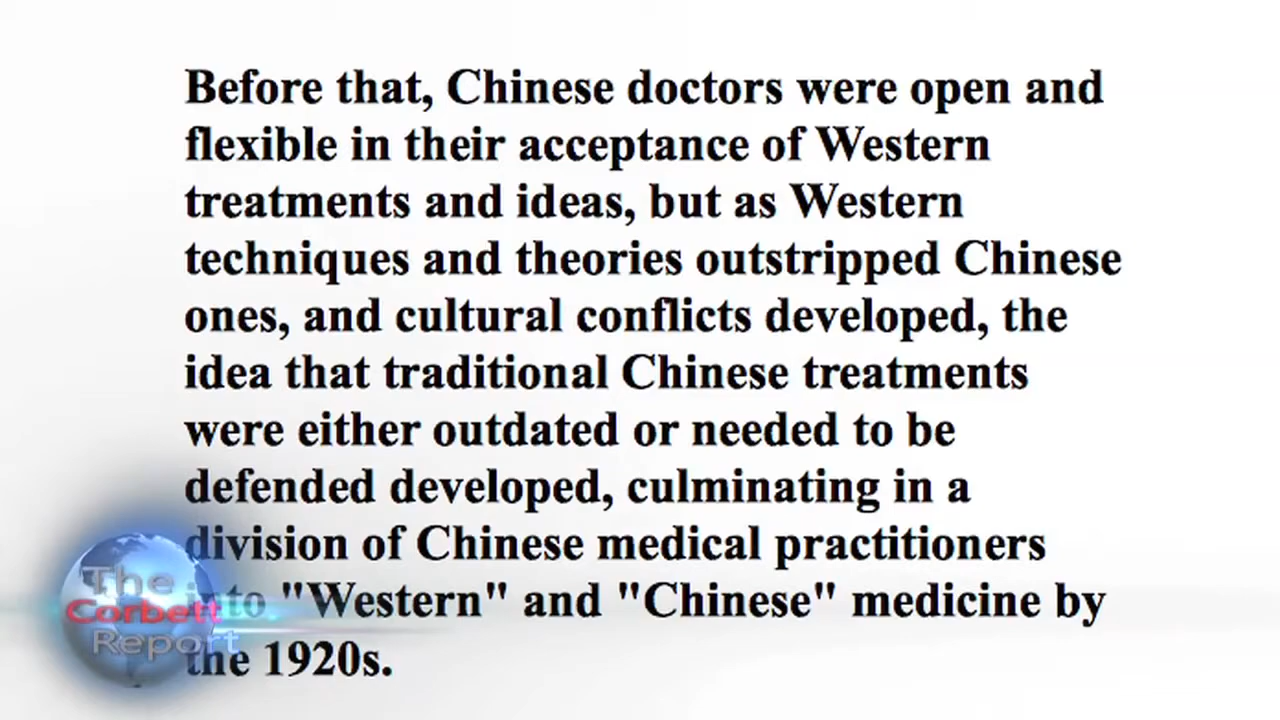 Before that, Chinese doctors were open and
flexible in their acceptance of Western
treatments and ideas, but as Western
techniques and theories outstripped Chinese
ones, and cultural conflicts developed, the
idea that traditional Chinese treatments
were either outdated or needed to be
defended developed, culminating in a
division of Chinese medical practitioners
into "Western" and "Chinese" medicine by
the 1920s.
The
Corbett
Report